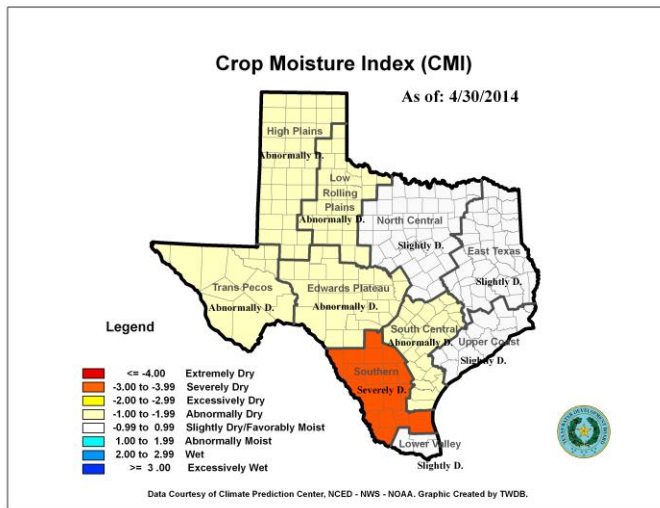 Crop Moisture Index (CMI)
As of: 4/30/2014
High Plains
Abnormally D.
Low
Rolling
Plains
Abnormally D.
North Central
Slightly D.
East Texas
Slightly D.
Trans Pecos
Abnormally D.
Edwards Plateau
Abnormally D.
South Central
Abnormally D.
Upper Coast
Slightly D.
Southern
Severely D.
Lower Valley
Slightly D.
Legend
<= -4.00 Extremely Dry
-3.00 to -3.99 Severely Dry
-2.00 to -2.99 Excessively Dry
-1.00 to -1.99 Abnormally Dry
-0.99 to 0.99 Slightly Dry/Favorably Moist
1.00 to 1.99 Abnormally Moist
2.00 to 2.99 Wet
>= 3 .00 Excessively Wet
TEXAS WATER DEVELOPMENT BOARD
Data Courtesy of Climate Prediction Center, NCED - NWS - NOAA. Graphic Created by TWDB.